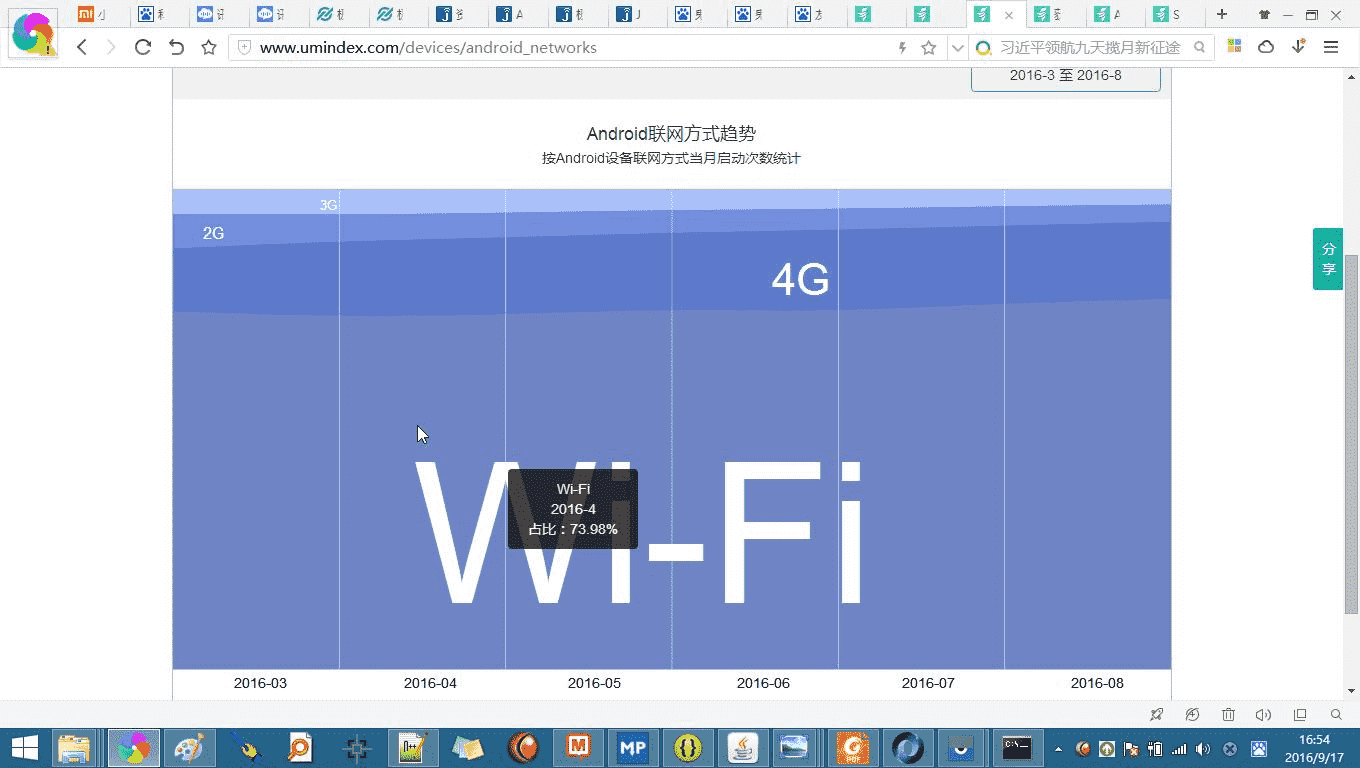 www.umindex.com/devices/android_networks
习近平领航九天揽月新征途
2016-3 至 2016-8
Android联网方式趋势
按Android设备联网方式当月启动次数统计
3G
2G
4G
分享
Wi-Fi
Wi-Fi
2016-4
占比：73.98%
2016-03 2016-04 2016-05 2016-06 2016-07 2016-08
16:54
2016/9/17